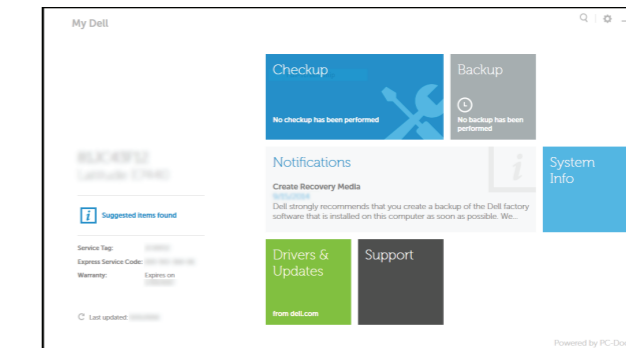 My Dell
Checkup
No checkup has been performed
Backup
No backup has been
performed
Suggested items found
Service Tag:
Express Service Code:
Warranty: Expires on
Last updated:
Notifications
Create Recovery Media
Dell strongly recommends that you create a backup of the Dell factory
software that is installed on this computer as soon as possible. We...
System
Info
Drivers &
Updates
from dell.com
Support
Powered by